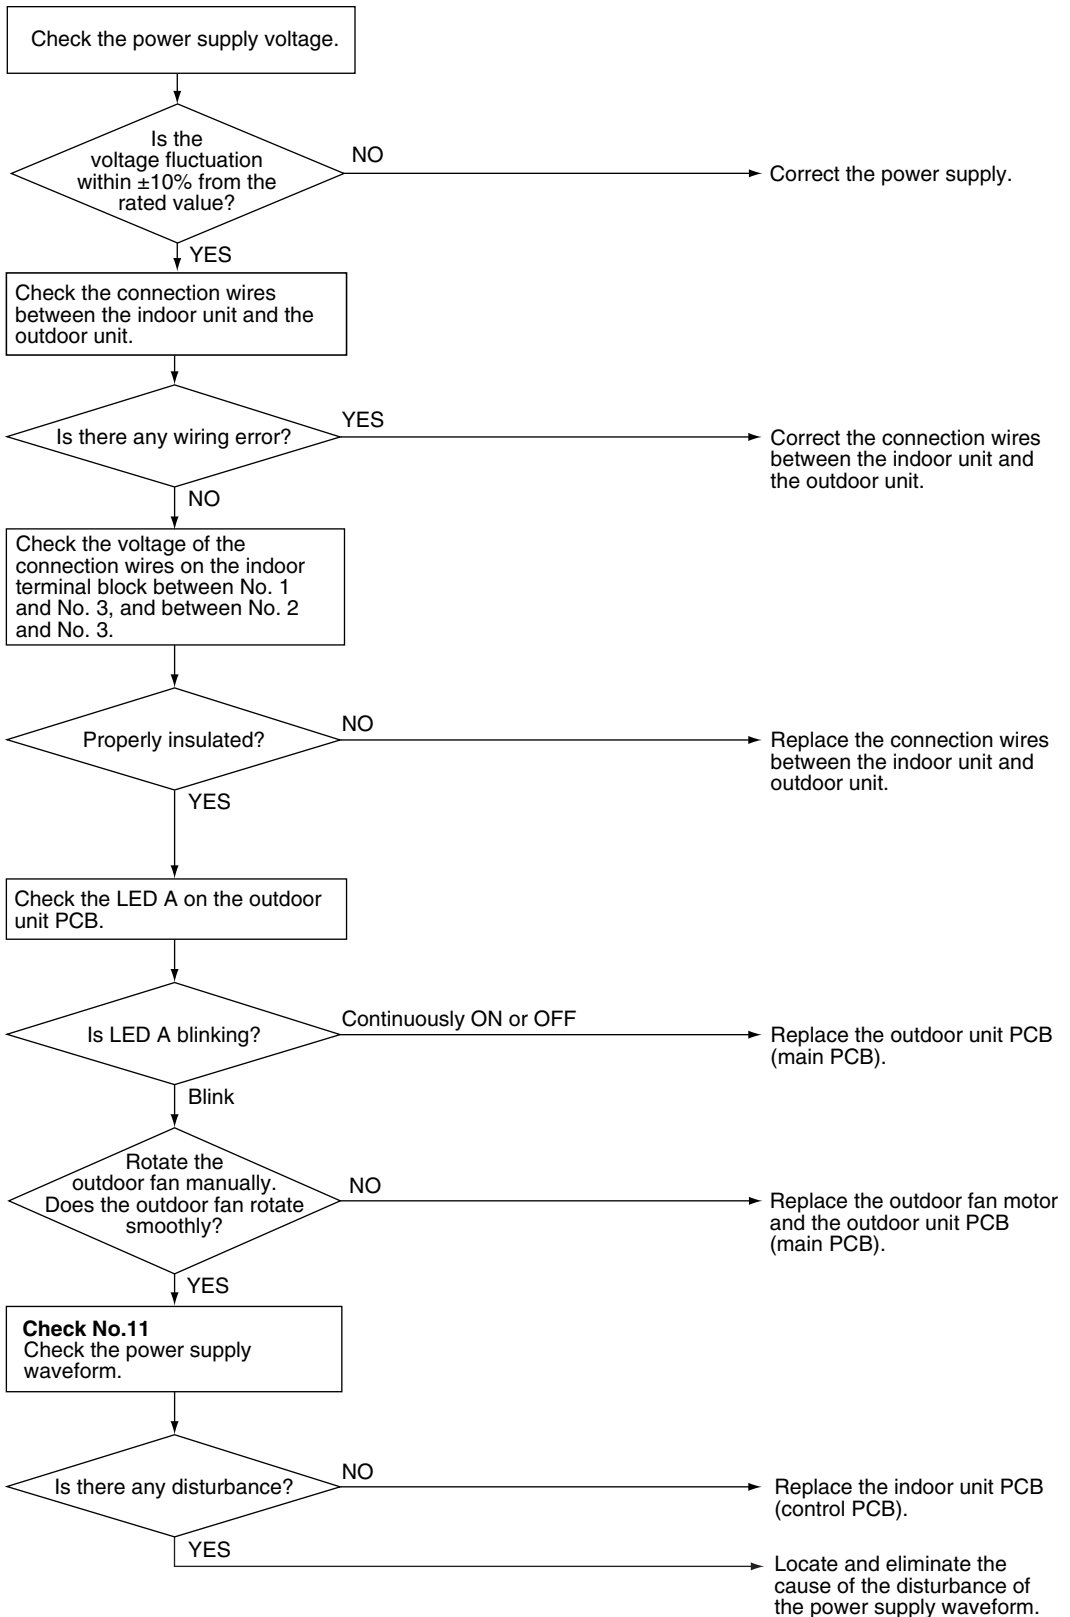 Check the power supply voltage.
Is the
voltage fluctuation
within ±10% from the
rated value?
NO
Correct the power supply.
YES
Check the connection wires
between the indoor unit and the
outdoor unit.
Is there any wiring error?
YES
Correct the connection wires
between the indoor unit and
the outdoor unit.
NO
Check the voltage of the
connection wires on the indoor
terminal block between No. 1
and No. 3, and between No. 2
and No. 3.
Properly insulated?
NO
Replace the connection wires
between the indoor unit and
outdoor unit.
YES
Check the LED A on the outdoor
unit PCB.
Is LED A blinking?
Continuously ON or OFF
Replace the outdoor unit PCB
(main PCB).
Blink
Rotate the
outdoor fan manually.
Does the outdoor fan rotate
smoothly?
NO
Replace the outdoor fan motor
and the outdoor unit PCB
(main PCB).
YES
Check No.11
Check the power supply
waveform.
Is there any disturbance?
NO
Replace the indoor unit PCB
(control PCB).
YES
Locate and eliminate the
cause of the disturbance of
the power supply waveform.